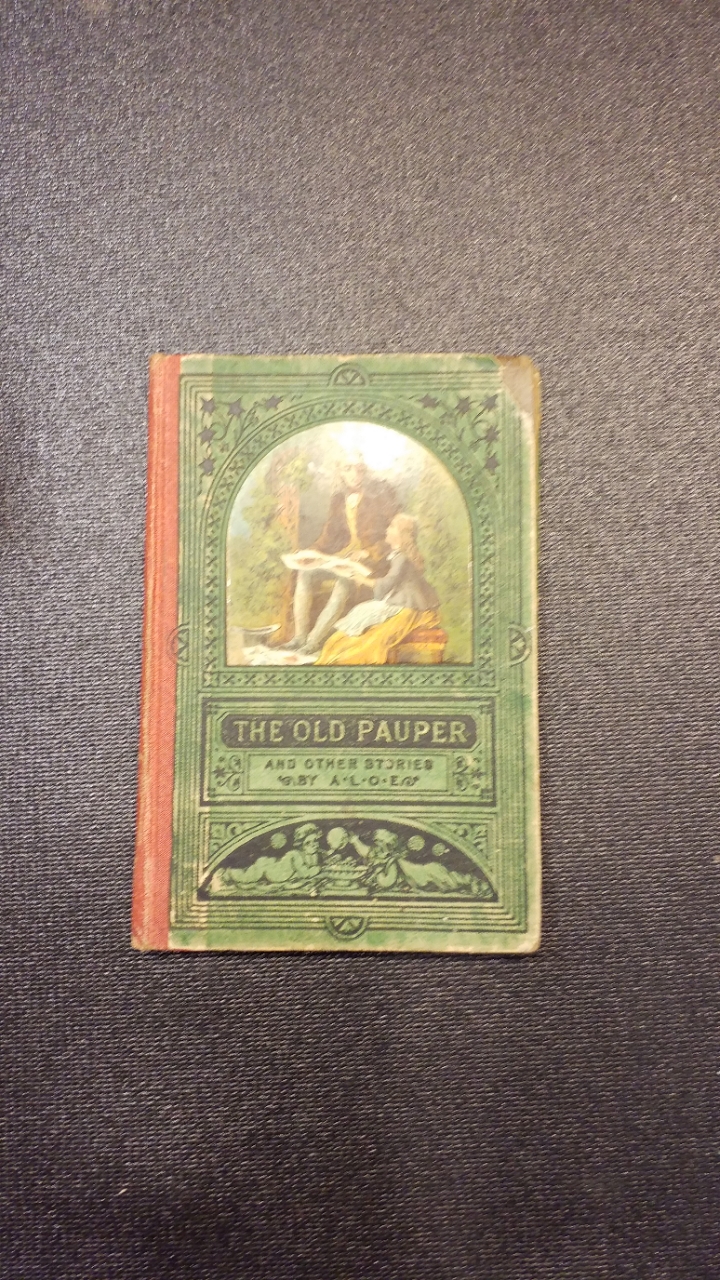 THE OLD PAUPER
AND OTHER STORIES
BY A·L·O·E